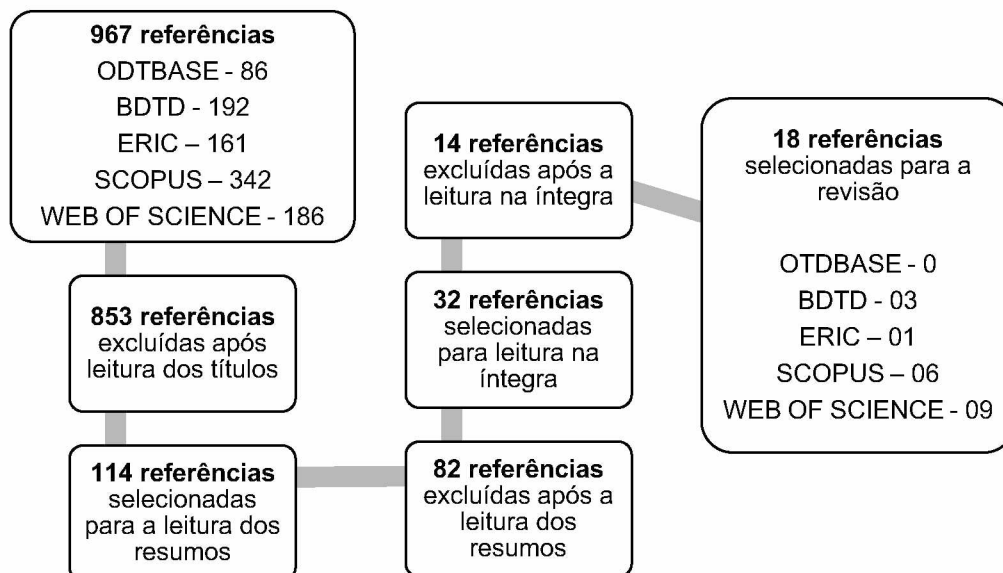 967 referências
ODTBASE - 86
BDTD - 192
ERIC – 161
SCOPUS – 342
WEB OF SCIENCE - 186
853 referências
excluídas após
leitura dos títulos
114 referências
selecionadas
para a leitura dos
resumos
82 referências
excluídas após a
leitura dos
resumos
32 referências
selecionadas
para leitura na
íntegra
14 referências
excluídas após a
leitura na íntegra
18 referências
selecionadas para a
revisão
OTDBASE - 0
BDTD - 03
ERIC – 01
SCOPUS – 06
WEB OF SCIENCE - 09